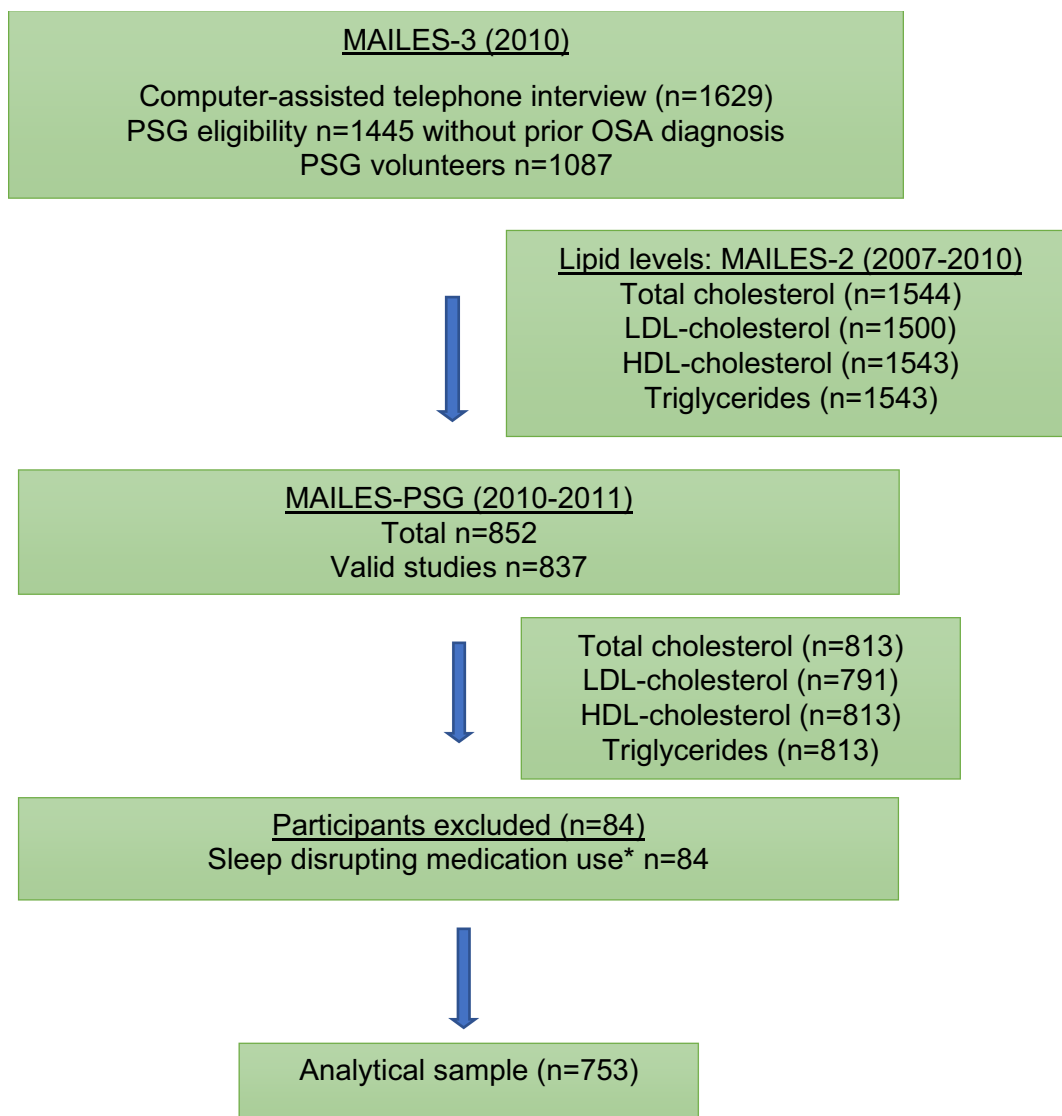 MAILES-3 (2010)
Computer-assisted telephone interview (n=1629)
PSG eligibility n=1445 without prior OSA diagnosis
PSG volunteers n=1087
Lipid levels: MAILES-2 (2007-2010)
Total cholesterol (n=1544)
LDL-cholesterol (n=1500)
HDL-cholesterol (n=1543)
Triglycerides (n=1543)
MAILES-PSG (2010-2011)
Total n=852
Valid studies n=837
Total cholesterol (n=813)
LDL-cholesterol (n=791)
HDL-cholesterol (n=813)
Triglycerides (n=813)
Participants excluded (n=84)
Sleep disrupting medication use* n=84
Analytical sample (n=753)